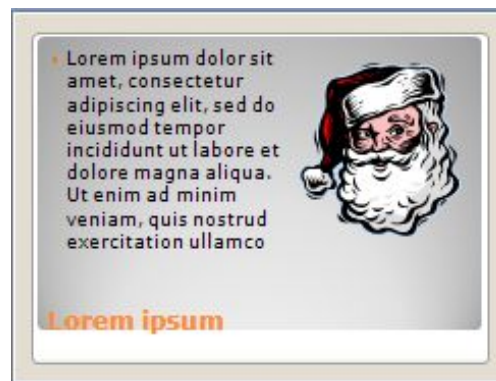 Lorem ipsum dolor sit
amet, consectetur
adipiscing elit, sed do
eiusmod tempor
incididunt ut labore et
dolore magna aliqua.
Ut enim ad minim
veniam, quis nostrud
exercitation ullamco
Lorem ipsum